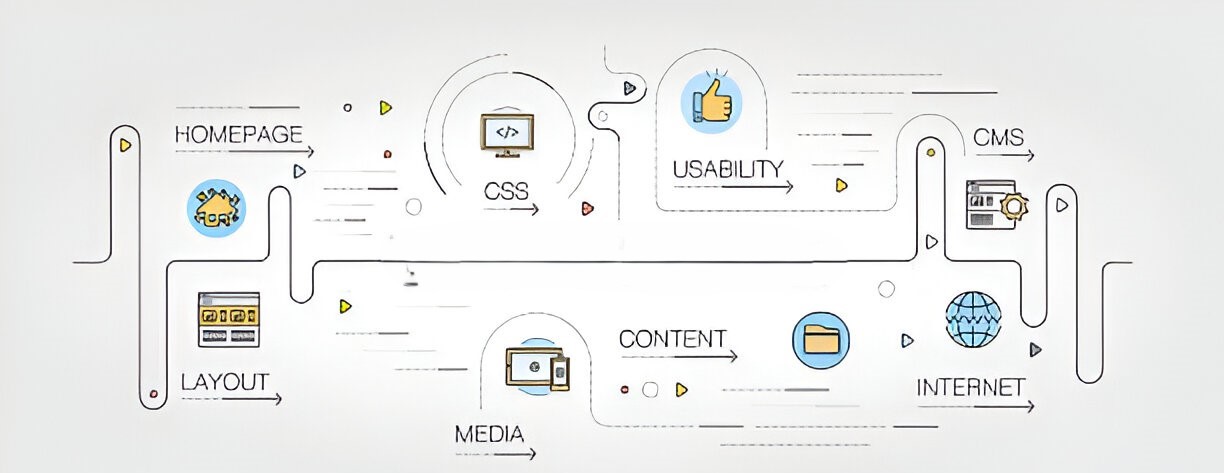 HOMEPAGE
CSS
USABILITY
CMS
LAYOUT
MEDIA
CONTENT
INTERNET